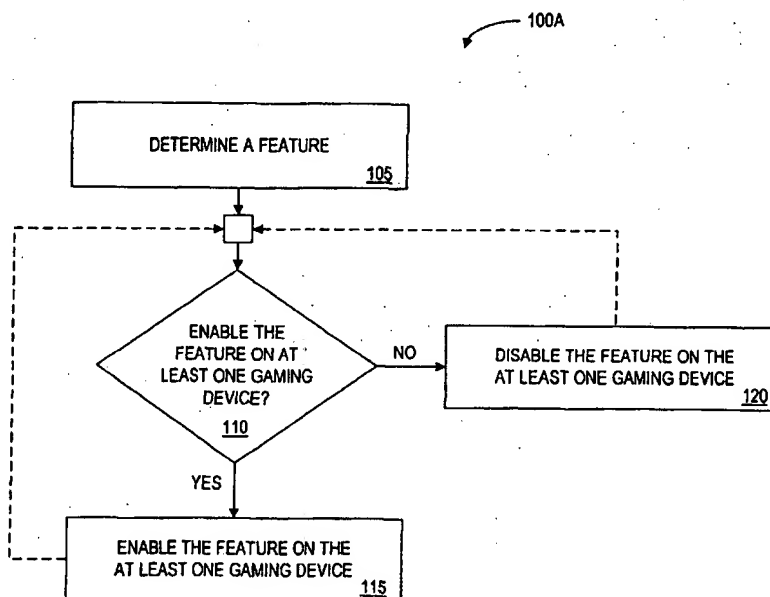 100A
DETERMINE A FEATURE
105
ENABLE THE
FEATURE ON AT
LEAST ONE GAMING
DEVICE?
110
NO
DISABLE THE FEATURE ON THE
AT LEAST ONE GAMING DEVICE
120
YES
ENABLE THE FEATURE ON THE
AT LEAST ONE GAMING DEVICE
115